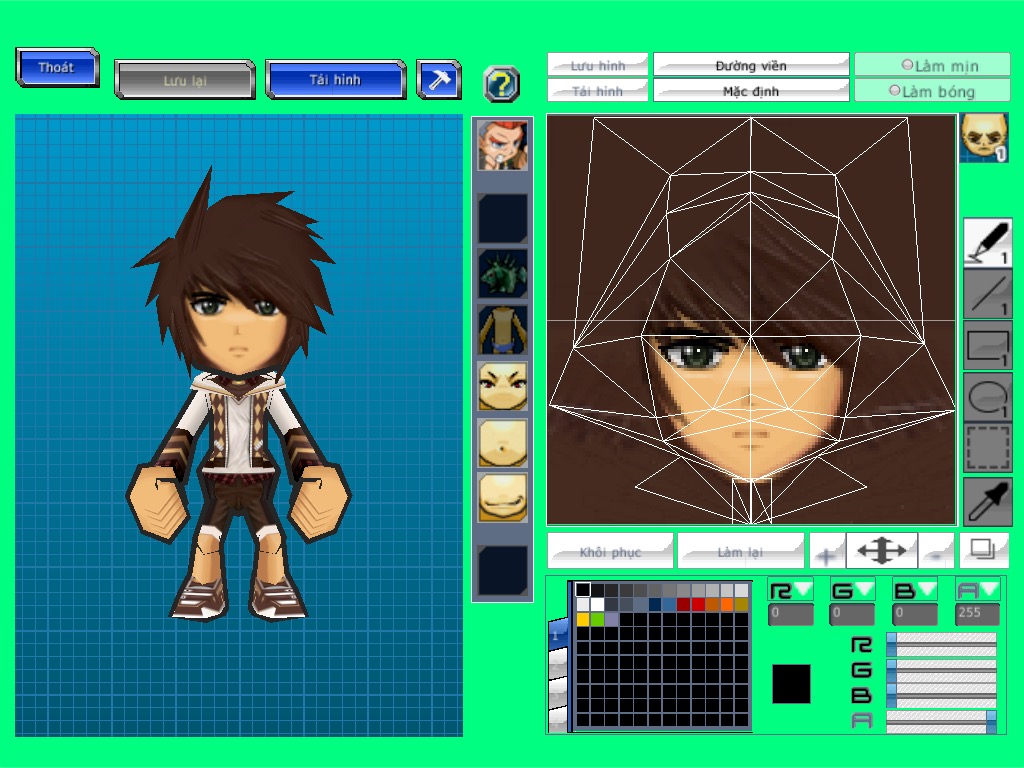 Thoát
Lưu lại
Tải hình
?
Lưu hình
Đường viền
Làm mịn
Tải hình
Mặc định
Làm bóng
1
1
1
1
1
Khôi phục
Làm lại
+
-
1
R G B A
0 0 0 255
R
G
B
A